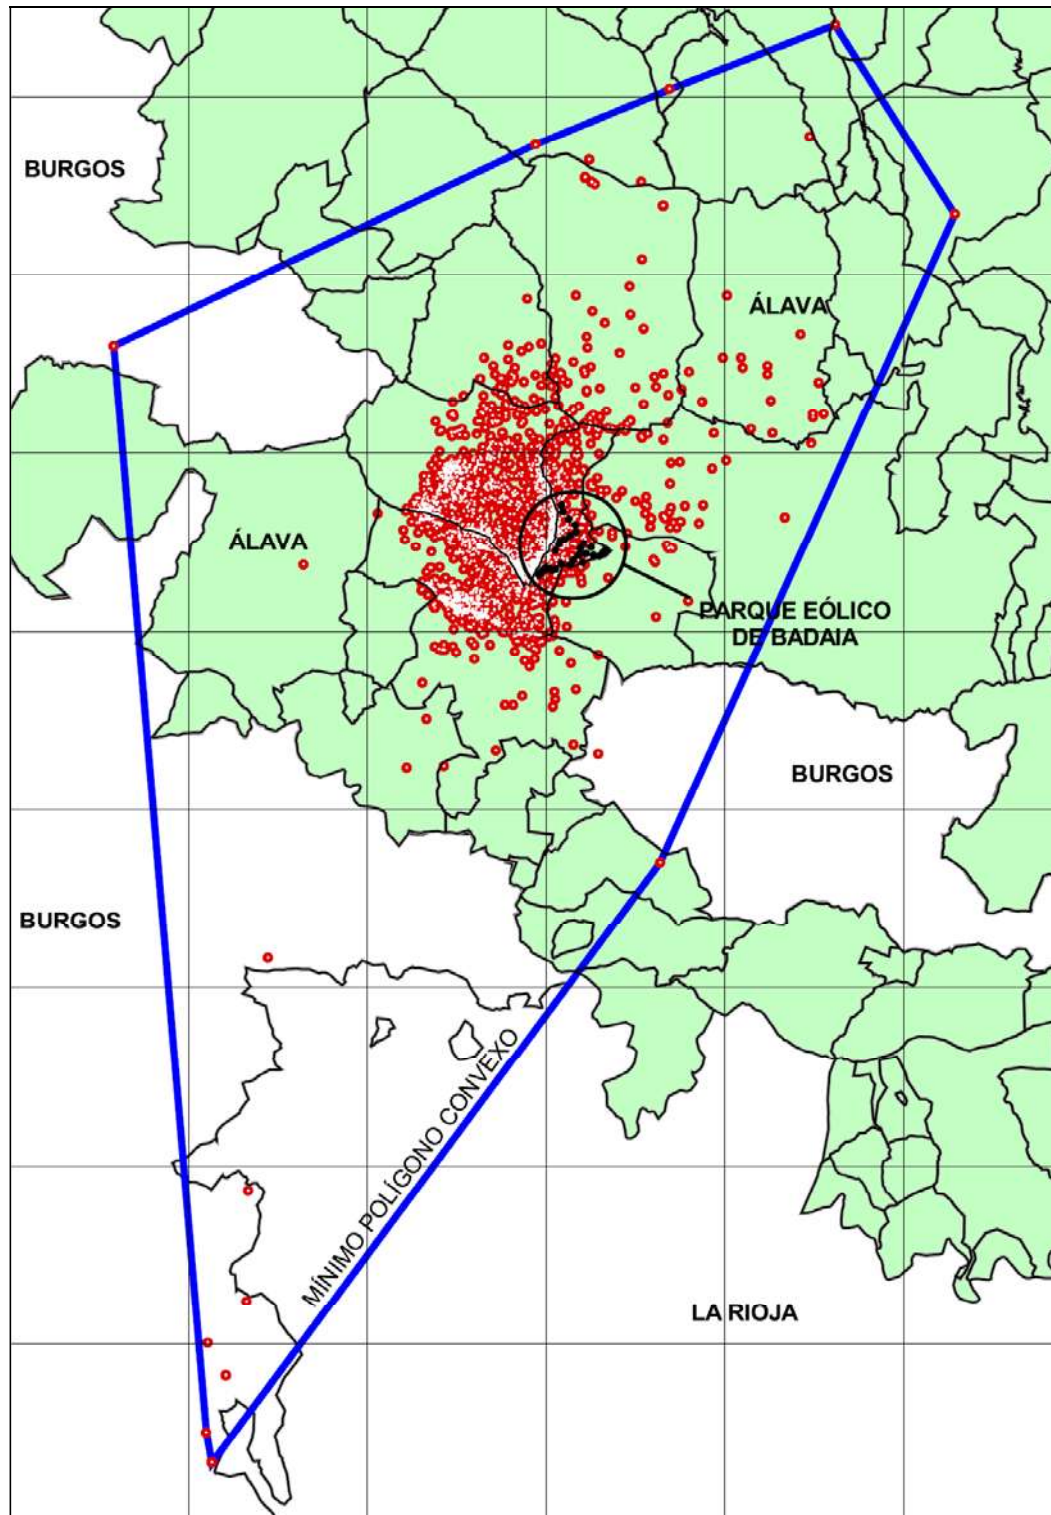 BURGOS
ÁLAVA
ÁLAVA
PARQUE EÓLICO
DE BADAIA
BURGOS
BURGOS
MÍNIMO POLÍGONO CONVEXO
LA RIOJA